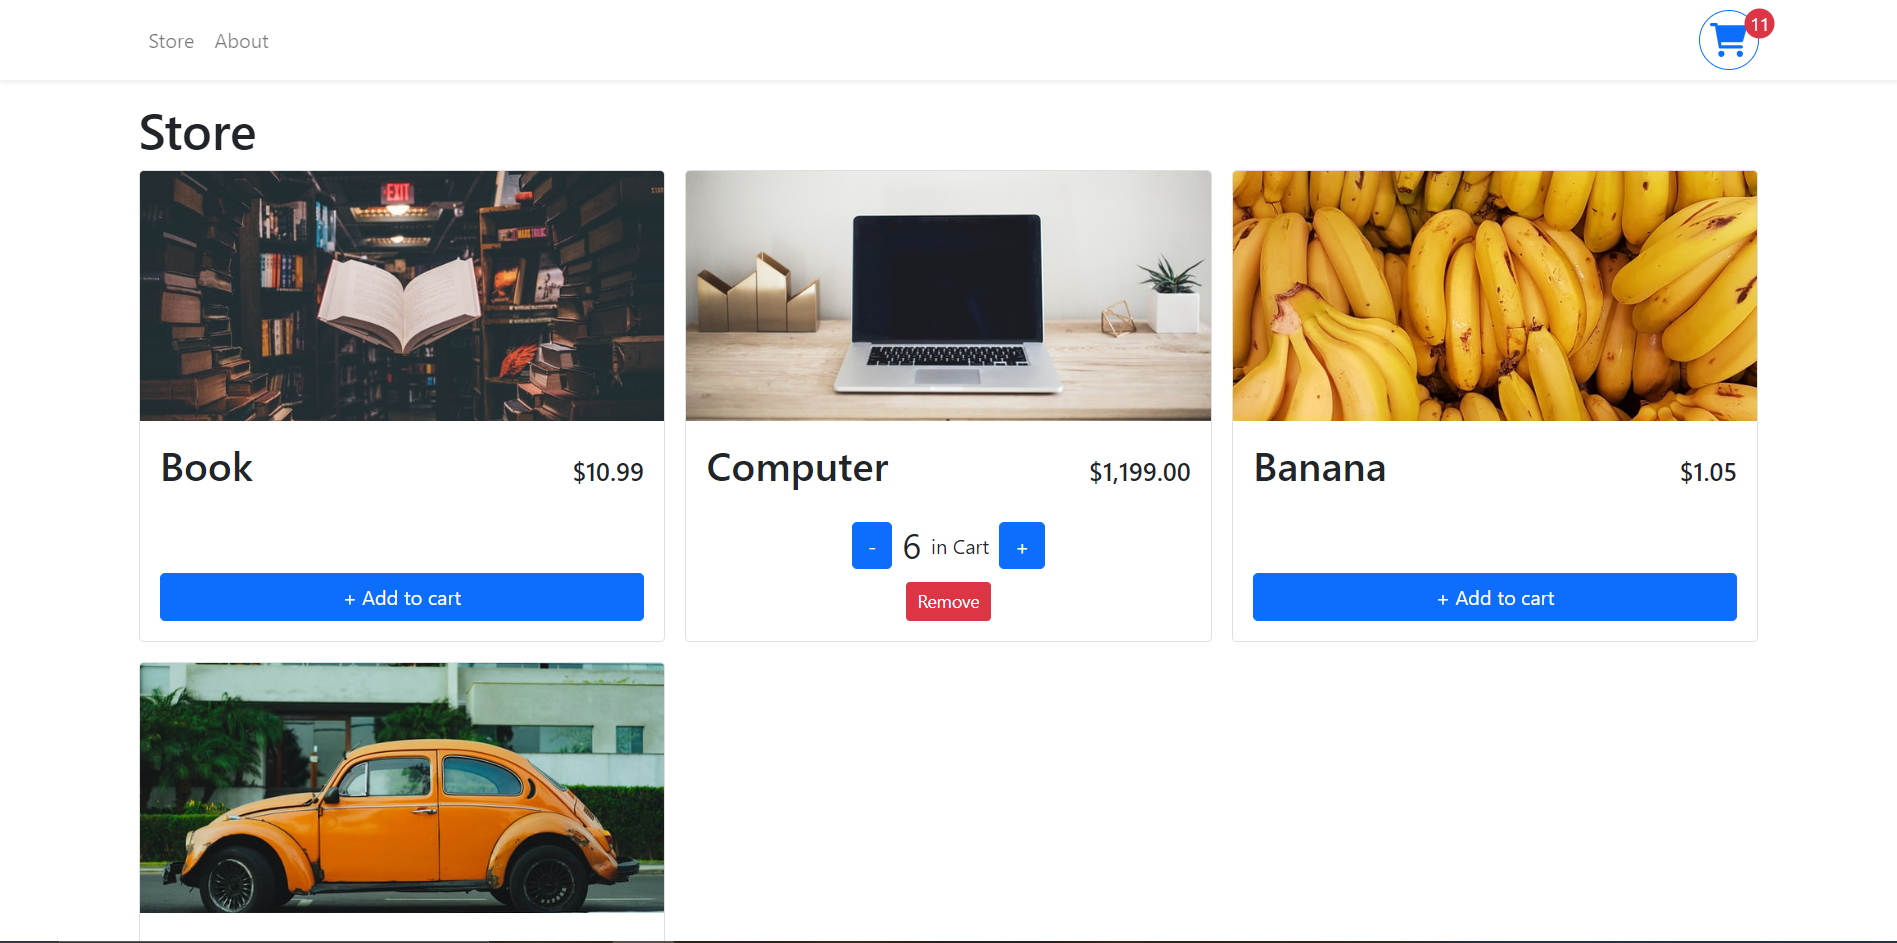 Store About
11
Store
EXIT
Book $10.99
Computer $1,199.00
Banana $1.05
- 6 in Cart +
+ Add to cart
Remove
+ Add to cart